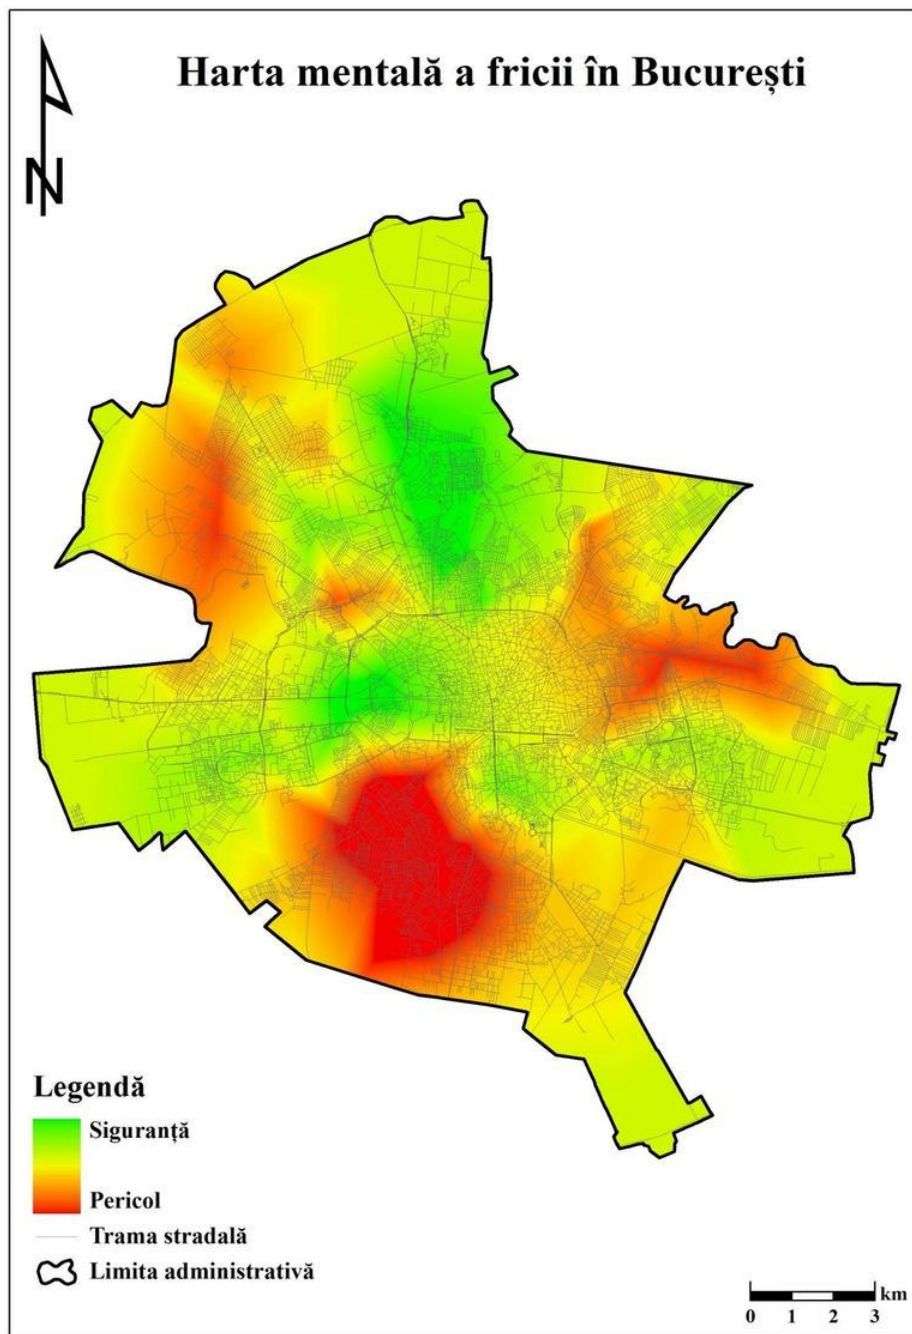 Harta mentală a fricii în București
N
Legendă
Siguranță
Pericol
Trama stradală
Limita administrativă
km
0 1 2 3